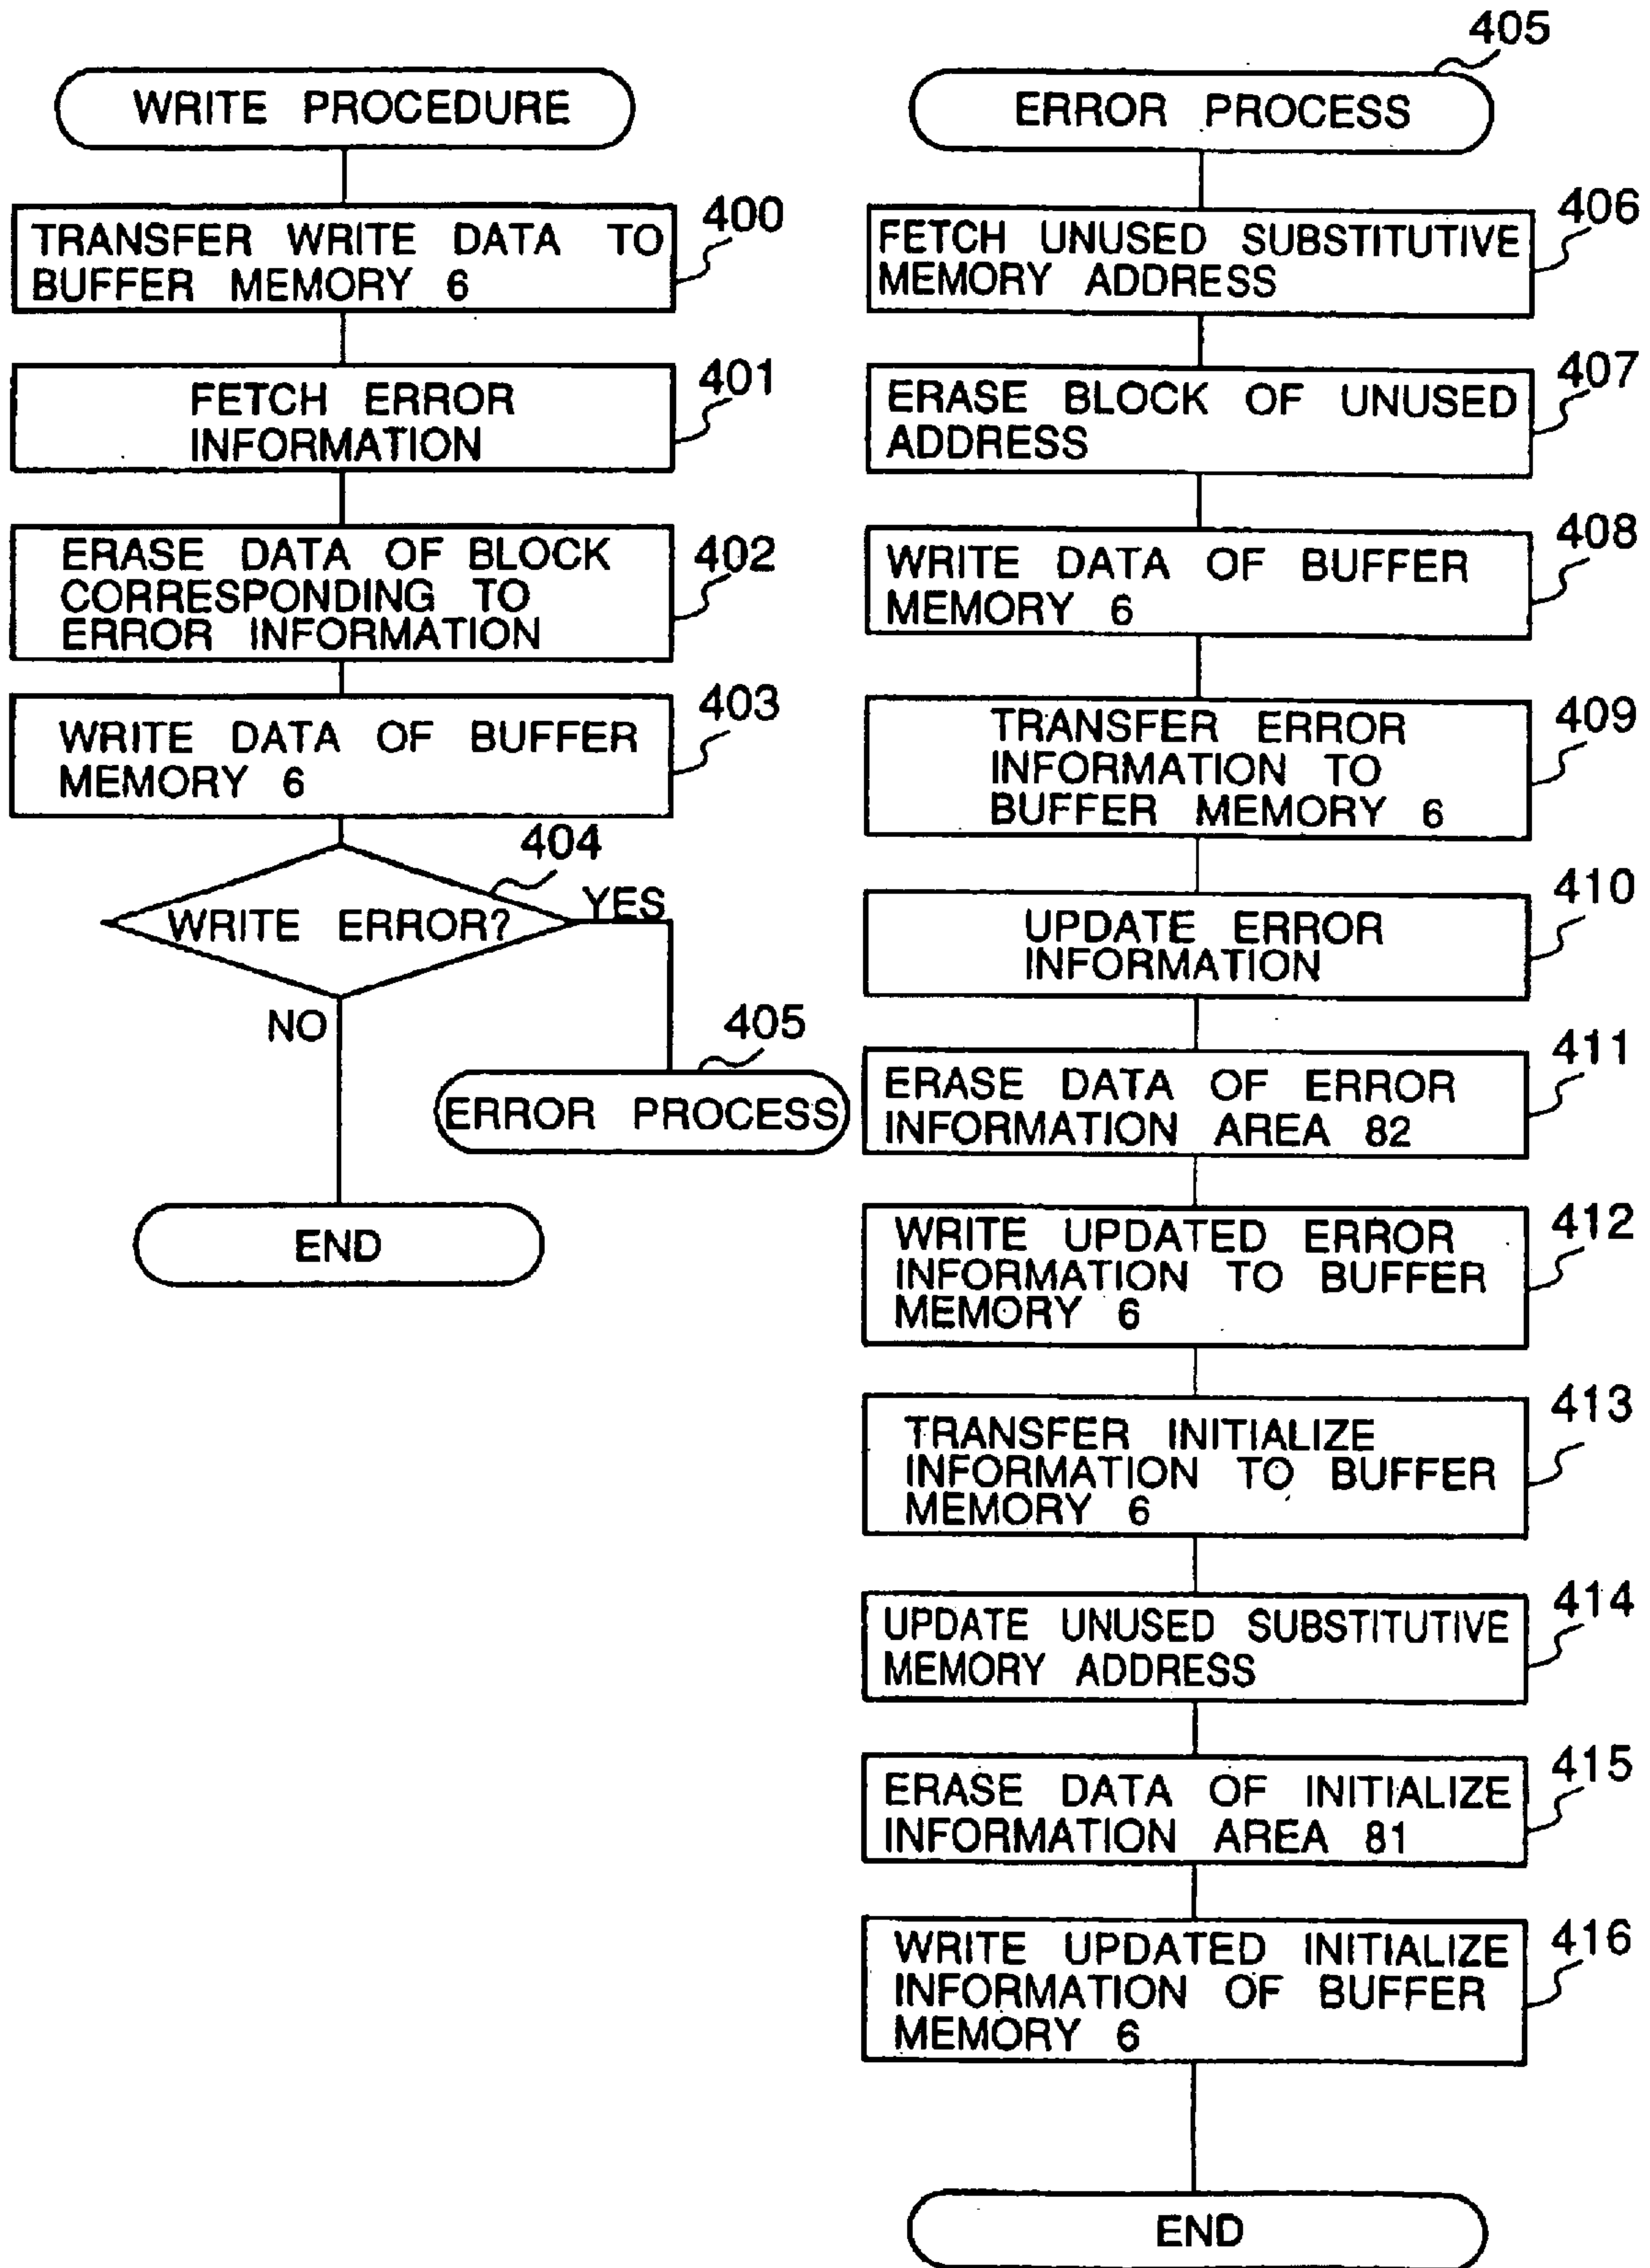 WRITE PROCEDURE
400
TRANSFER WRITE DATA TO
BUFFER MEMORY 6
401
FETCH ERROR
INFORMATION
402
ERASE DATA OF BLOCK
CORRESPONDING TO
ERROR INFORMATION
403
WRITE DATA OF BUFFER
MEMORY 6
404
WRITE ERROR?
YES
NO
405
ERROR PROCESS
END
405
ERROR PROCESS
406
FETCH UNUSED SUBSTITUTIVE
MEMORY ADDRESS
407
ERASE BLOCK OF UNUSED
ADDRESS
408
WRITE DATA OF BUFFER
MEMORY 6
409
TRANSFER ERROR
INFORMATION TO
BUFFER MEMORY 6
410
UPDATE ERROR
INFORMATION
411
ERASE DATA OF ERROR
INFORMATION AREA 82
412
WRITE UPDATED ERROR
INFORMATION TO BUFFER
MEMORY 6
413
TRANSFER INITIALIZE
INFORMATION TO BUFFER
MEMORY 6
414
UPDATE UNUSED SUBSTITUTIVE
MEMORY ADDRESS
415
ERASE DATA OF INITIALIZE
INFORMATION AREA 81
416
WRITE UPDATED INITIALIZE
INFORMATION OF BUFFER
MEMORY 6
END